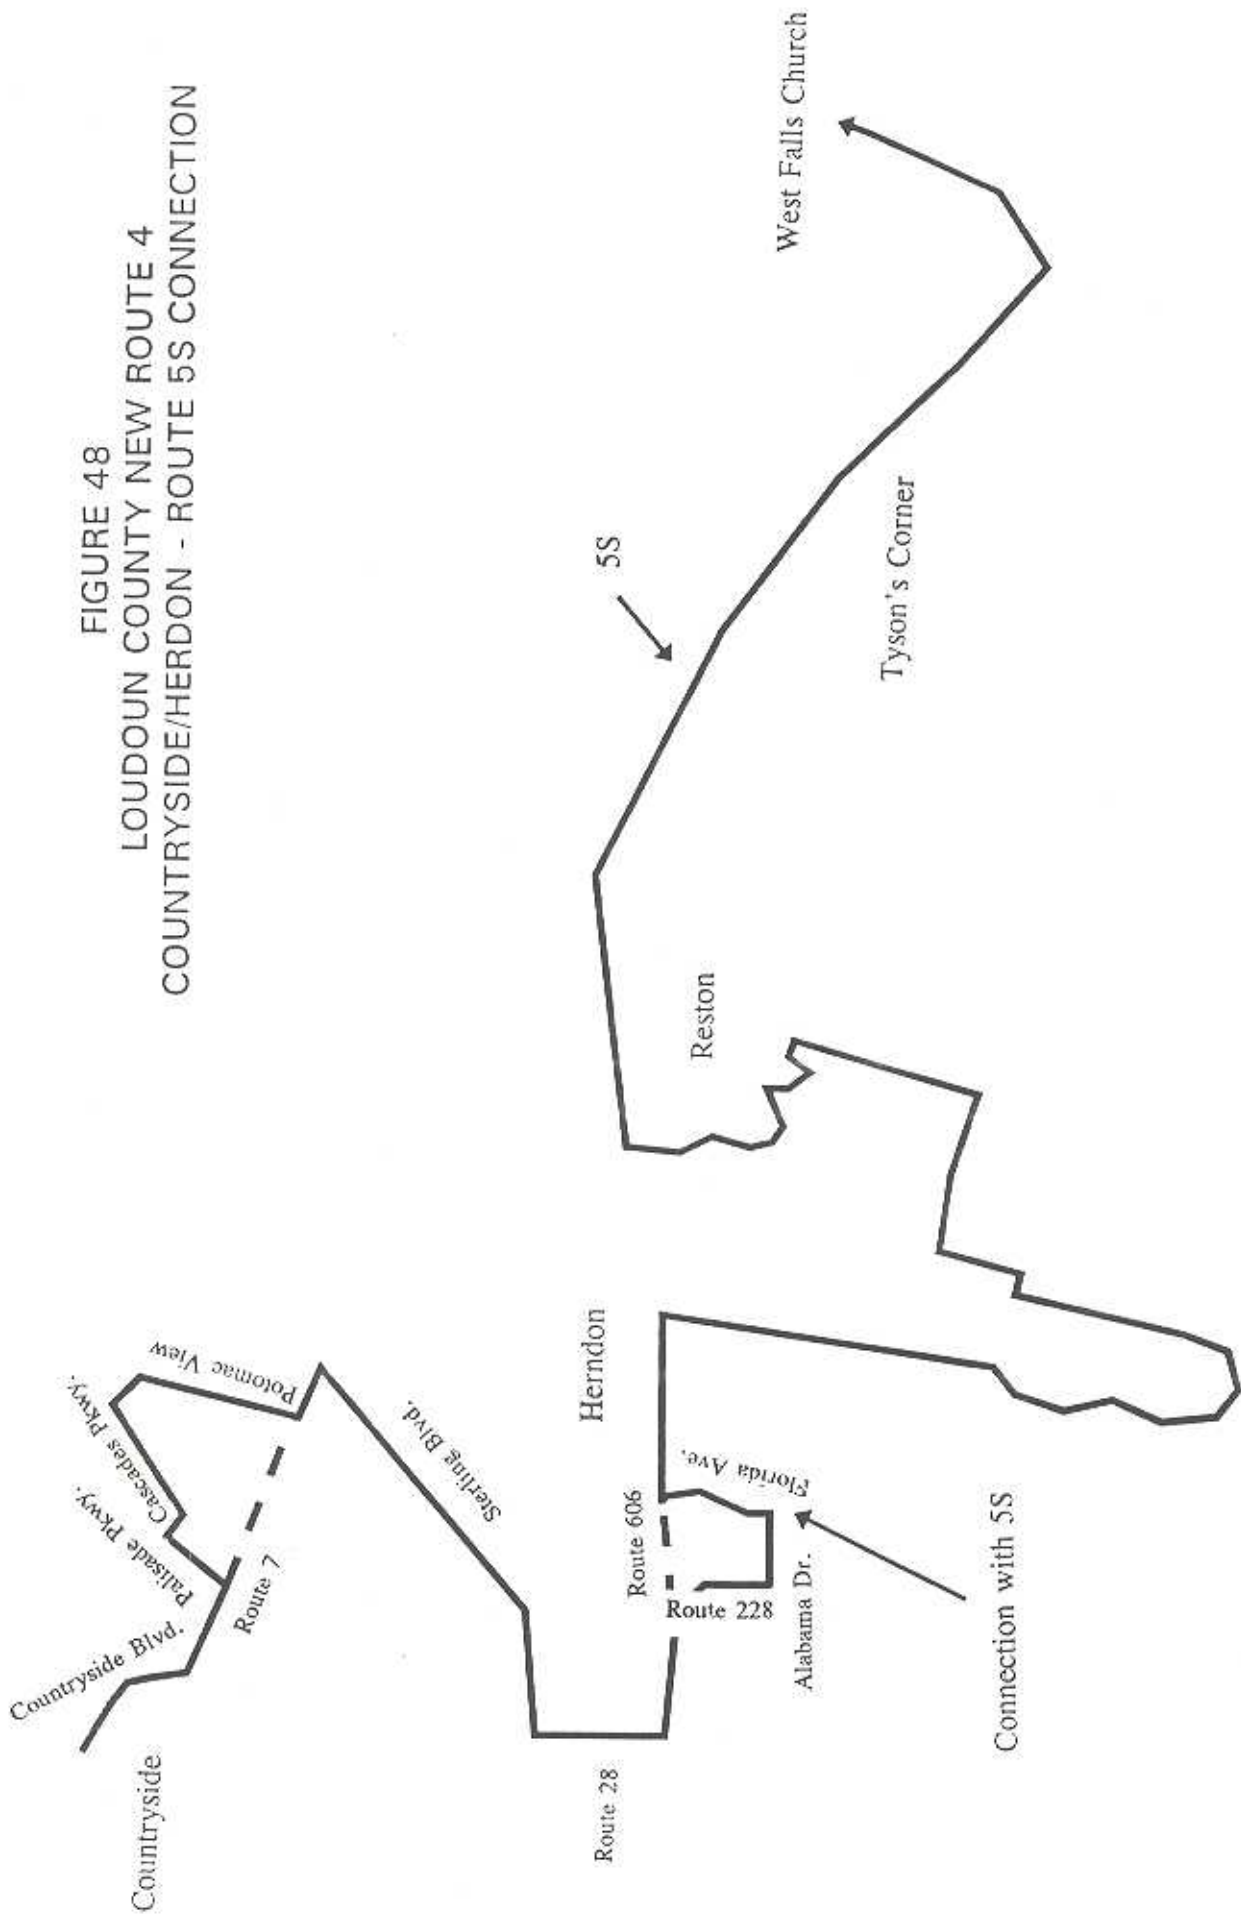 FIGURE 48
LOUDOUN COUNTY NEW ROUTE 4
COUNTRYSIDE/HERDON - ROUTE 5S CONNECTION
Countryside
Countryside Blvd.
Palisade Pkwy.
Cascades Pkwy.
Potomac View
Route 7
Sterling Blvd.
Route 28
Herndon
Route 606
Florida Ave.
Route 228
Alabama Dr.
Connection with 5S
Reston
5S
Tyson's Corner
West Falls Church